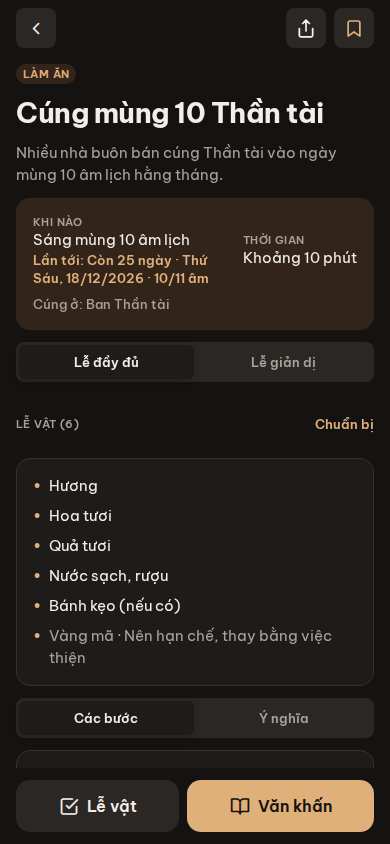 LÀM ĂN
Cúng mùng 10 Thần tài
Nhiều nhà buôn bán cúng Thần tài vào ngày
mùng 10 âm lịch hằng tháng.
KHI NÀO
Sáng mùng 10 âm lịch
Lần tới: Còn 25 ngày · Thứ
Sáu, 18/12/2026 · 10/11 âm
THỜI GIAN
Khoảng 10 phút
Cúng ở: Ban Thần tài
Lễ đầy đủ
Lễ giản dị
LỄ VẬT (6)
Chuẩn bị
• Hương
• Hoa tươi
• Quả tươi
• Nước sạch, rượu
• Bánh kẹo (nếu có)
• Vàng mã · Nên hạn chế, thay bằng việc
thiện
Các bước
Ý nghĩa
Lễ vật
Văn khấn